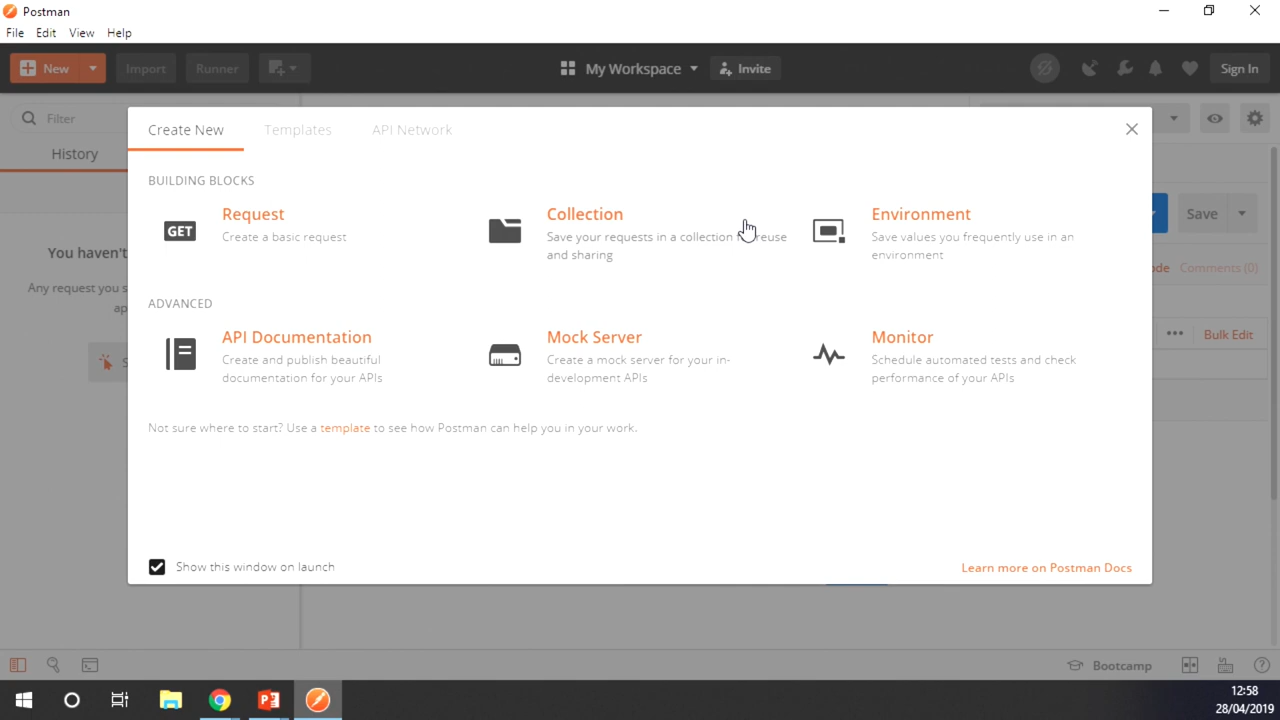 Postman
File Edit View Help
New Import Runner My Workspace Invite Sign In
Filter
Create New Templates API Network
History
BUILDING BLOCKS
GET
Request
Create a basic request
Collection
Save your requests in a collection reuse
and sharing
Environment
Save values you frequently use in an
environment
Save
You haven't
Any request you s
Comments (0)
ADVANCED
API Documentation
Create and publish beautiful
documentation for your APIs
Mock Server
Create a mock server for your in-
development APIs
Monitor
Schedule automated tests and check
performance of your APIs
Bulk Edit
Not sure where to start? Use a template to see how Postman can help you in your work.
Show this window on launch
Learn more on Postman Docs
Bootcamp
12:58
28/04/2019